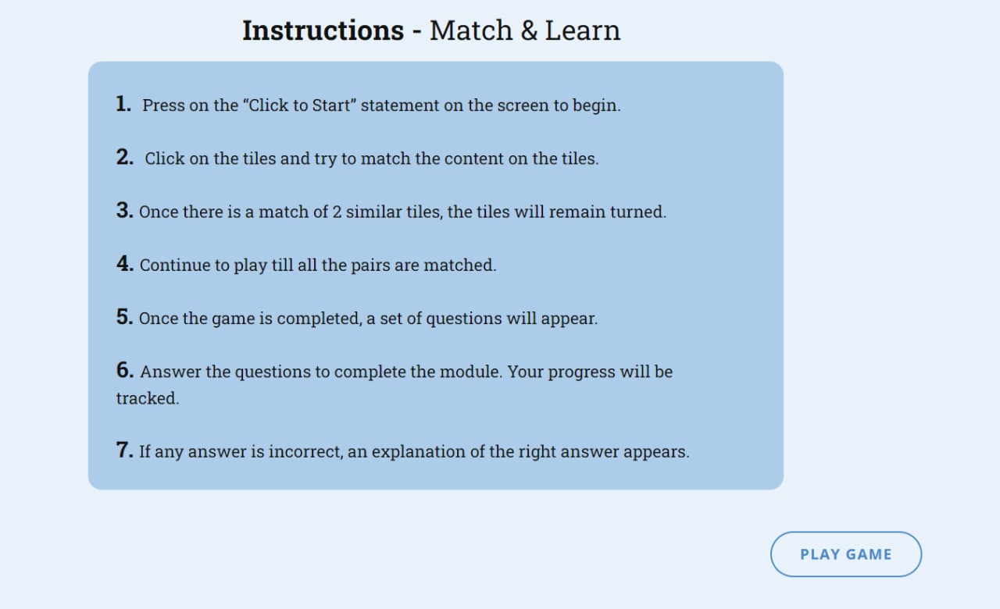 Instructions - Match & Learn
1. Press on the “Click to Start” statement on the screen to begin.
2. Click on the tiles and try to match the content on the tiles.
3. Once there is a match of 2 similar tiles, the tiles will remain turned.
4. Continue to play till all the pairs are matched.
5. Once the game is completed, a set of questions will appear.
6. Answer the questions to complete the module. Your progress will be
tracked.
7. If any answer is incorrect, an explanation of the right answer appears.
PLAY GAME